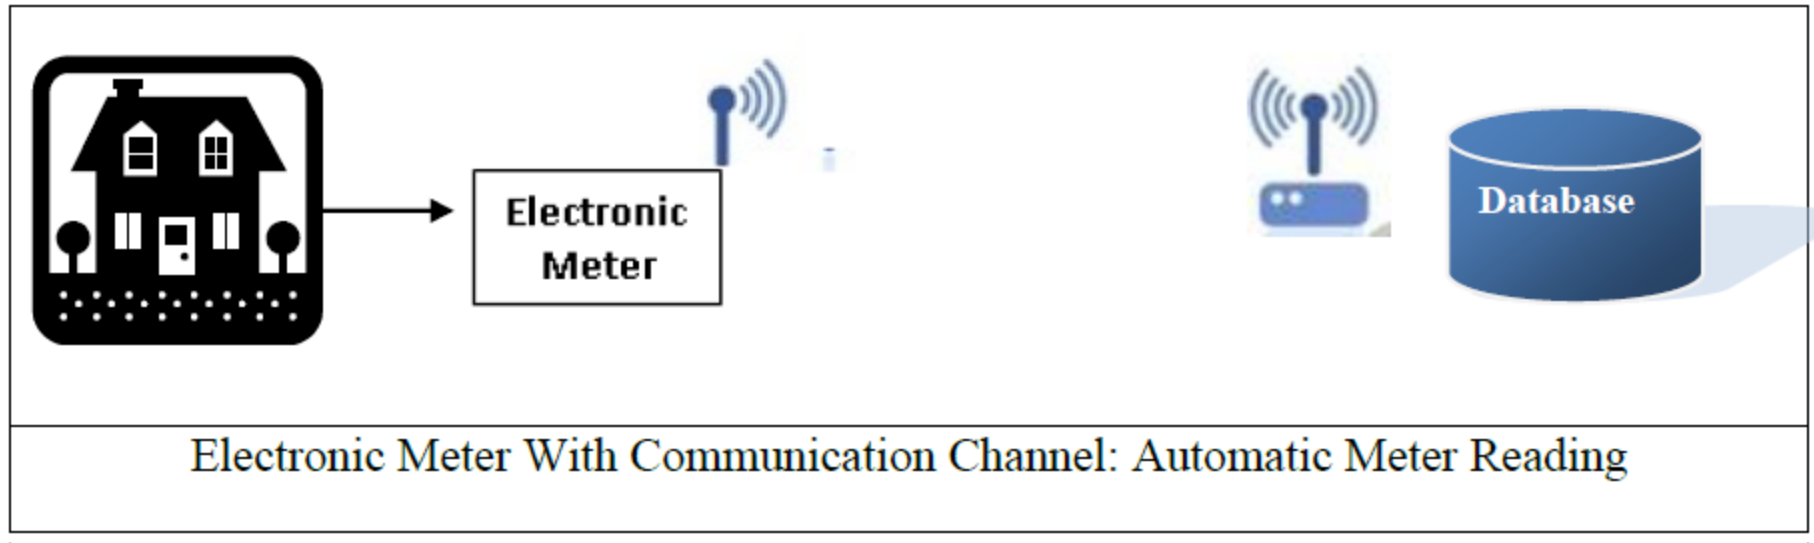 Electronic
Meter
Database
Electronic Meter With Communication Channel: Automatic Meter Reading